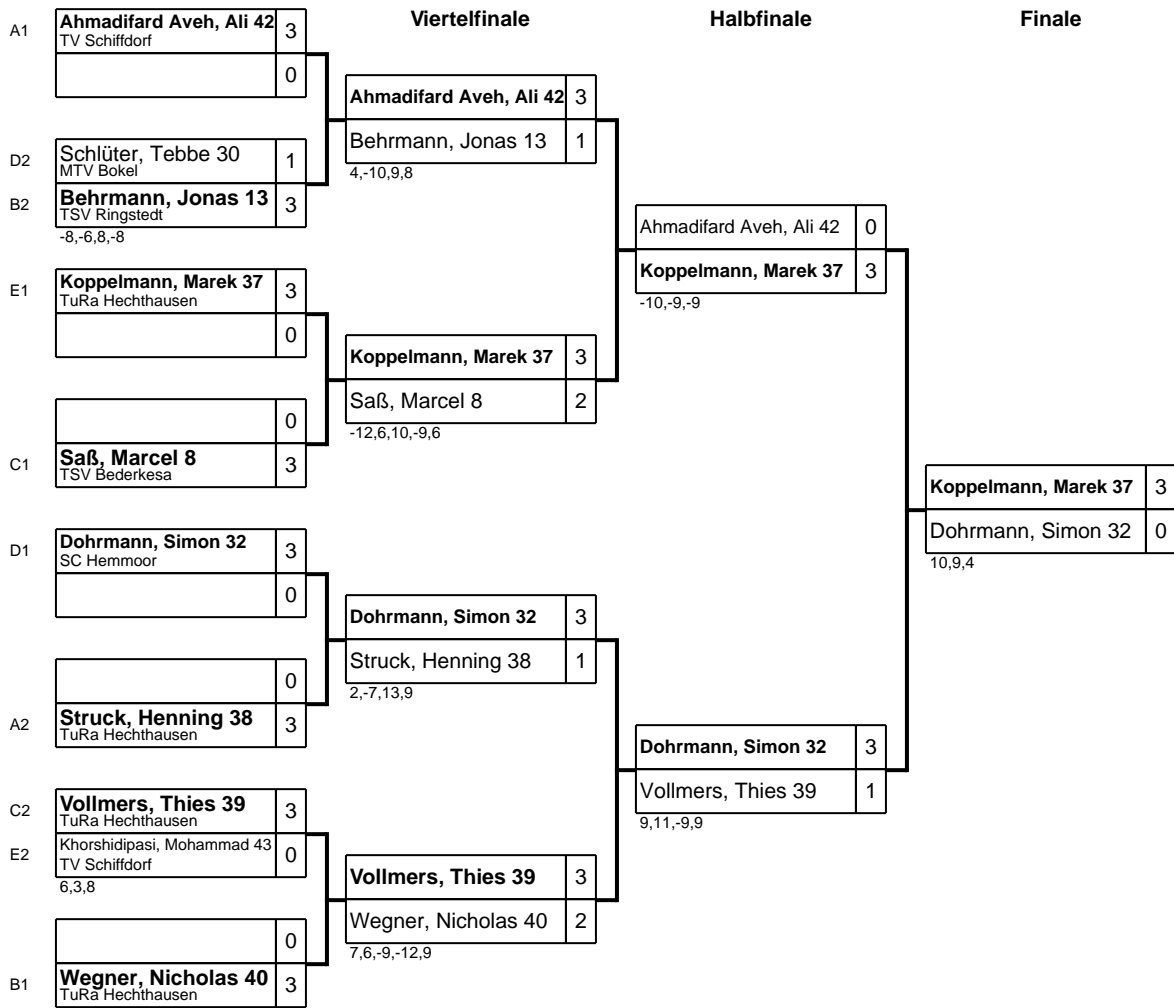 Viertelfinale
Halbfinale
Finale
A1
Ahmadifard Aveh, Ali 42 3
TV Schiffdorf
0
D2
Schlüter, Tebbe 30 1
MTV Bokel
B2
Behrmann, Jonas 13 3
TSV Ringstedt
-8,-6,8,-8
E1
Koppelmann, Marek 37 3
TuRa Hechthausen
0
0
C1
Saß, Marcel 8 3
TSV Bederkesa
D1
Dohrmann, Simon 32 3
SC Hemmoor
0
0
A2
Struck, Henning 38 3
TuRa Hechthausen
C2
Vollmers, Thies 39 3
TuRa Hechthausen
E2
Khorshidipasi, Mohammad 43 0
TV Schiffdorf
6,3,8
0
B1
Wegner, Nicholas 40 3
TuRa Hechthausen
Ahmadifard Aveh, Ali 42 3
Behrmann, Jonas 13 1
4,-10,9,8
Koppelmann, Marek 37 3
Saß, Marcel 8 2
-12,6,10,-9,6
Dohrmann, Simon 32 3
Struck, Henning 38 1
2,-7,13,9
Vollmers, Thies 39 3
Wegner, Nicholas 40 2
7,6,-9,-12,9
Ahmadifard Aveh, Ali 42 0
Koppelmann, Marek 37 3
-10,-9,-9
Dohrmann, Simon 32 3
Vollmers, Thies 39 1
9,11,-9,9
Koppelmann, Marek 37 3
Dohrmann, Simon 32 0
10,9,4